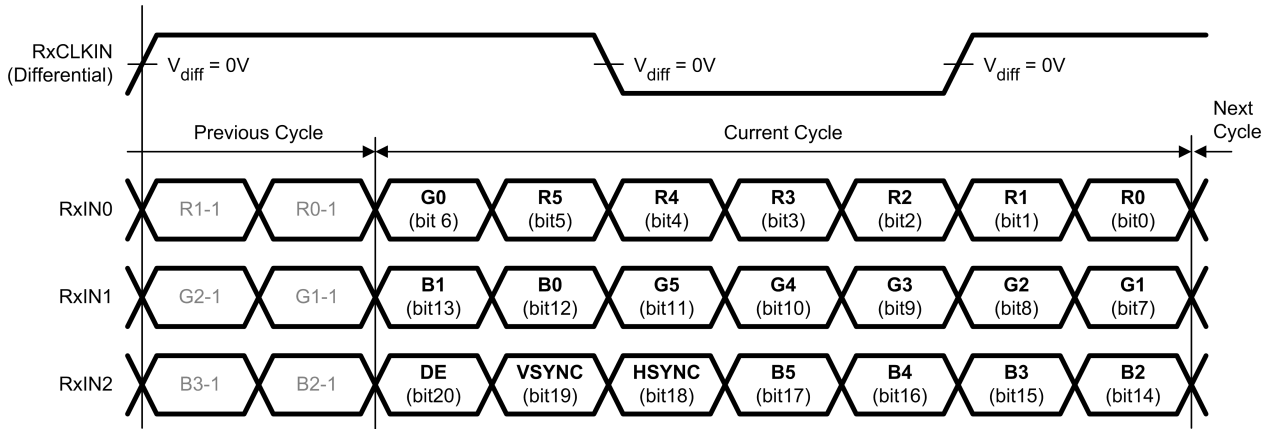 RxCLKIN
(Differential)
Vdiff = 0V
Vdiff = 0V
Vdiff = 0V
Previous Cycle
Current Cycle
Next
Cycle
RxIN0
R1-1
R0-1
G0
(bit 6)
R5
(bit5)
R4
(bit4)
R3
(bit3)
R2
(bit2)
R1
(bit1)
R0
(bit0)
RxIN1
G2-1
G1-1
B1
(bit13)
B0
(bit12)
G5
(bit11)
G4
(bit10)
G3
(bit9)
G2
(bit8)
G1
(bit7)
RxIN2
B3-1
B2-1
DE
(bit20)
VSYNC
(bit19)
HSYNC
(bit18)
B5
(bit17)
B4
(bit16)
B3
(bit15)
B2
(bit14)